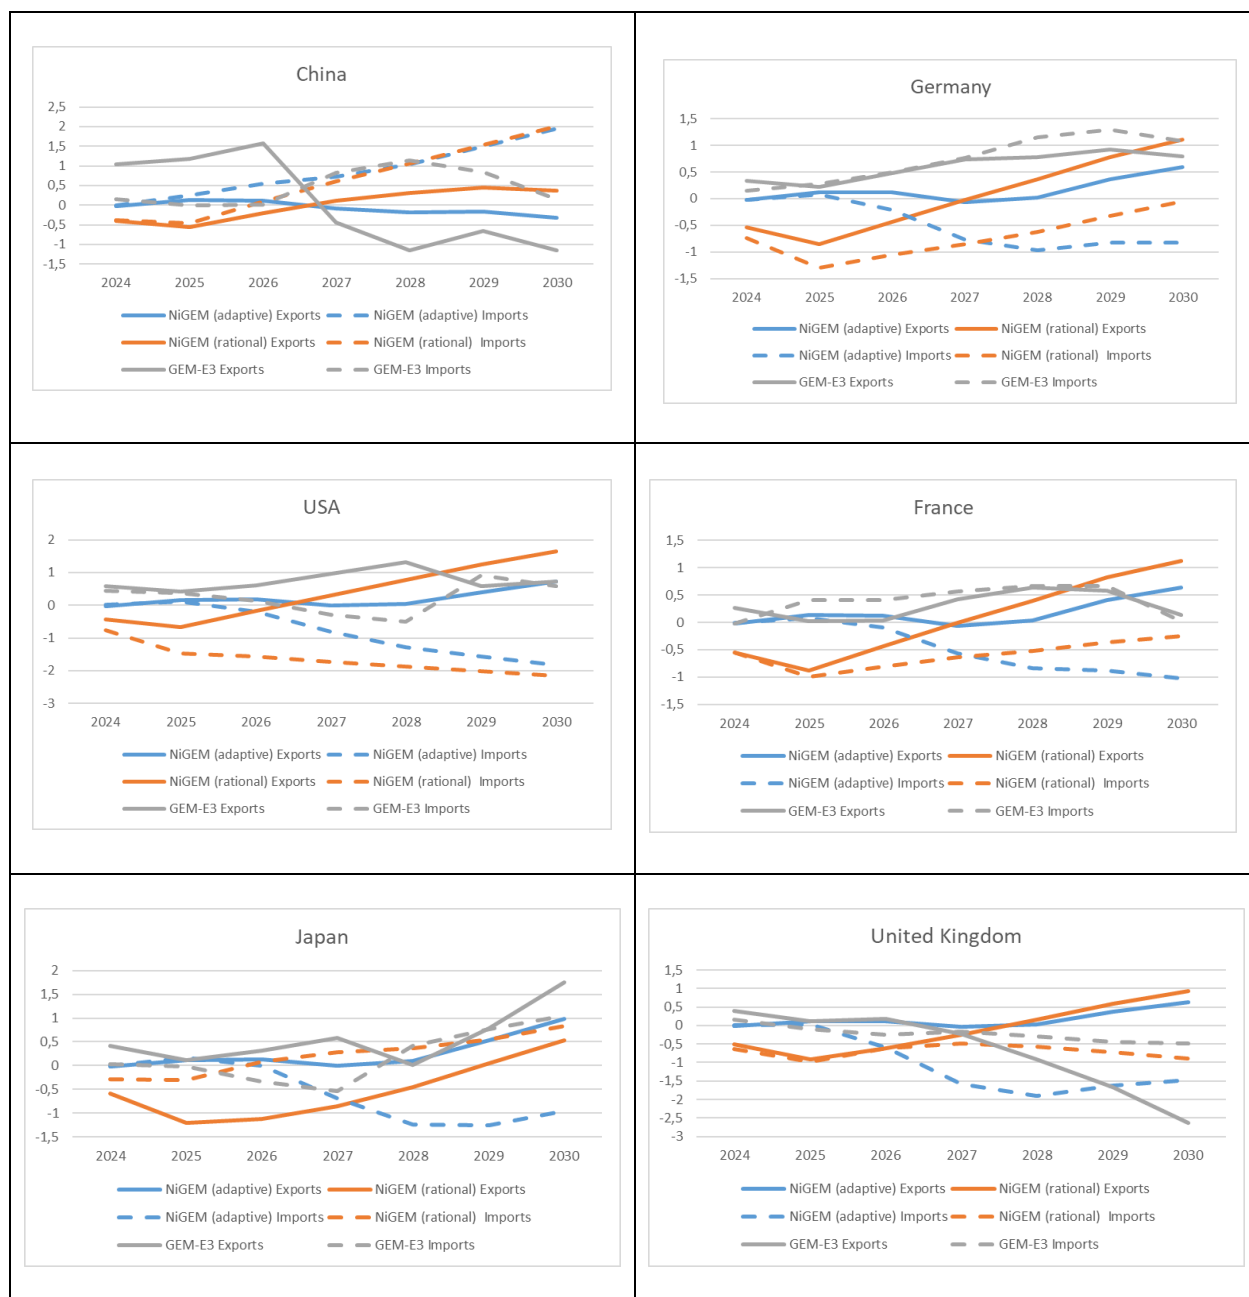 China
2,5
2
1,5
1
0,5
0
-0,5
-1
-1,5
2024 2025 2026 2027 2028 2029 2030
NiGEM (adaptive) Exports NiGEM (adaptive) Imports
NiGEM (rational) Exports NiGEM (rational) Imports
GEM-E3 Exports GEM-E3 Imports
Germany
1,5
1
0,5
0
-0,5
-1
-1,5
2024 2025 2026 2027 2028 2029 2030
NiGEM (adaptive) Exports NiGEM (rational) Exports
NiGEM (adaptive) Imports NiGEM (rational) Imports
GEM-E3 Exports GEM-E3 Imports
USA
2
1
0
-1
-2
-3
2024 2025 2026 2027 2028 2029 2030
NiGEM (adaptive) Exports NiGEM (adaptive) Imports
NiGEM (rational) Exports NiGEM (rational) Imports
GEM-E3 Exports GEM-E3 Imports
France
1,5
1
0,5
0
-0,5
-1
-1,5
2024 2025 2026 2027 2028 2029 2030
NiGEM (adaptive) Exports NiGEM (rational) Exports
NiGEM (adaptive) Imports NiGEM (rational) Imports
GEM-E3 Exports GEM-E3 Imports
Japan
2
1,5
1
0,5
0
-0,5
-1
-1,5
2024 2025 2026 2027 2028 2029 2030
NiGEM (adaptive) Exports NiGEM (rational) Exports
NiGEM (adaptive) Imports NiGEM (rational) Imports
GEM-E3 Exports GEM-E3 Imports
United Kingdom
1,5
1
0,5
0
-0,5
-1
-1,5
-2
-2,5
-3
2024 2025 2026 2027 2028 2029 2030
NiGEM (adaptive) Exports NiGEM (rational) Exports
NiGEM (adaptive) Imports NiGEM (rational) Imports
GEM-E3 Exports GEM-E3 Imports